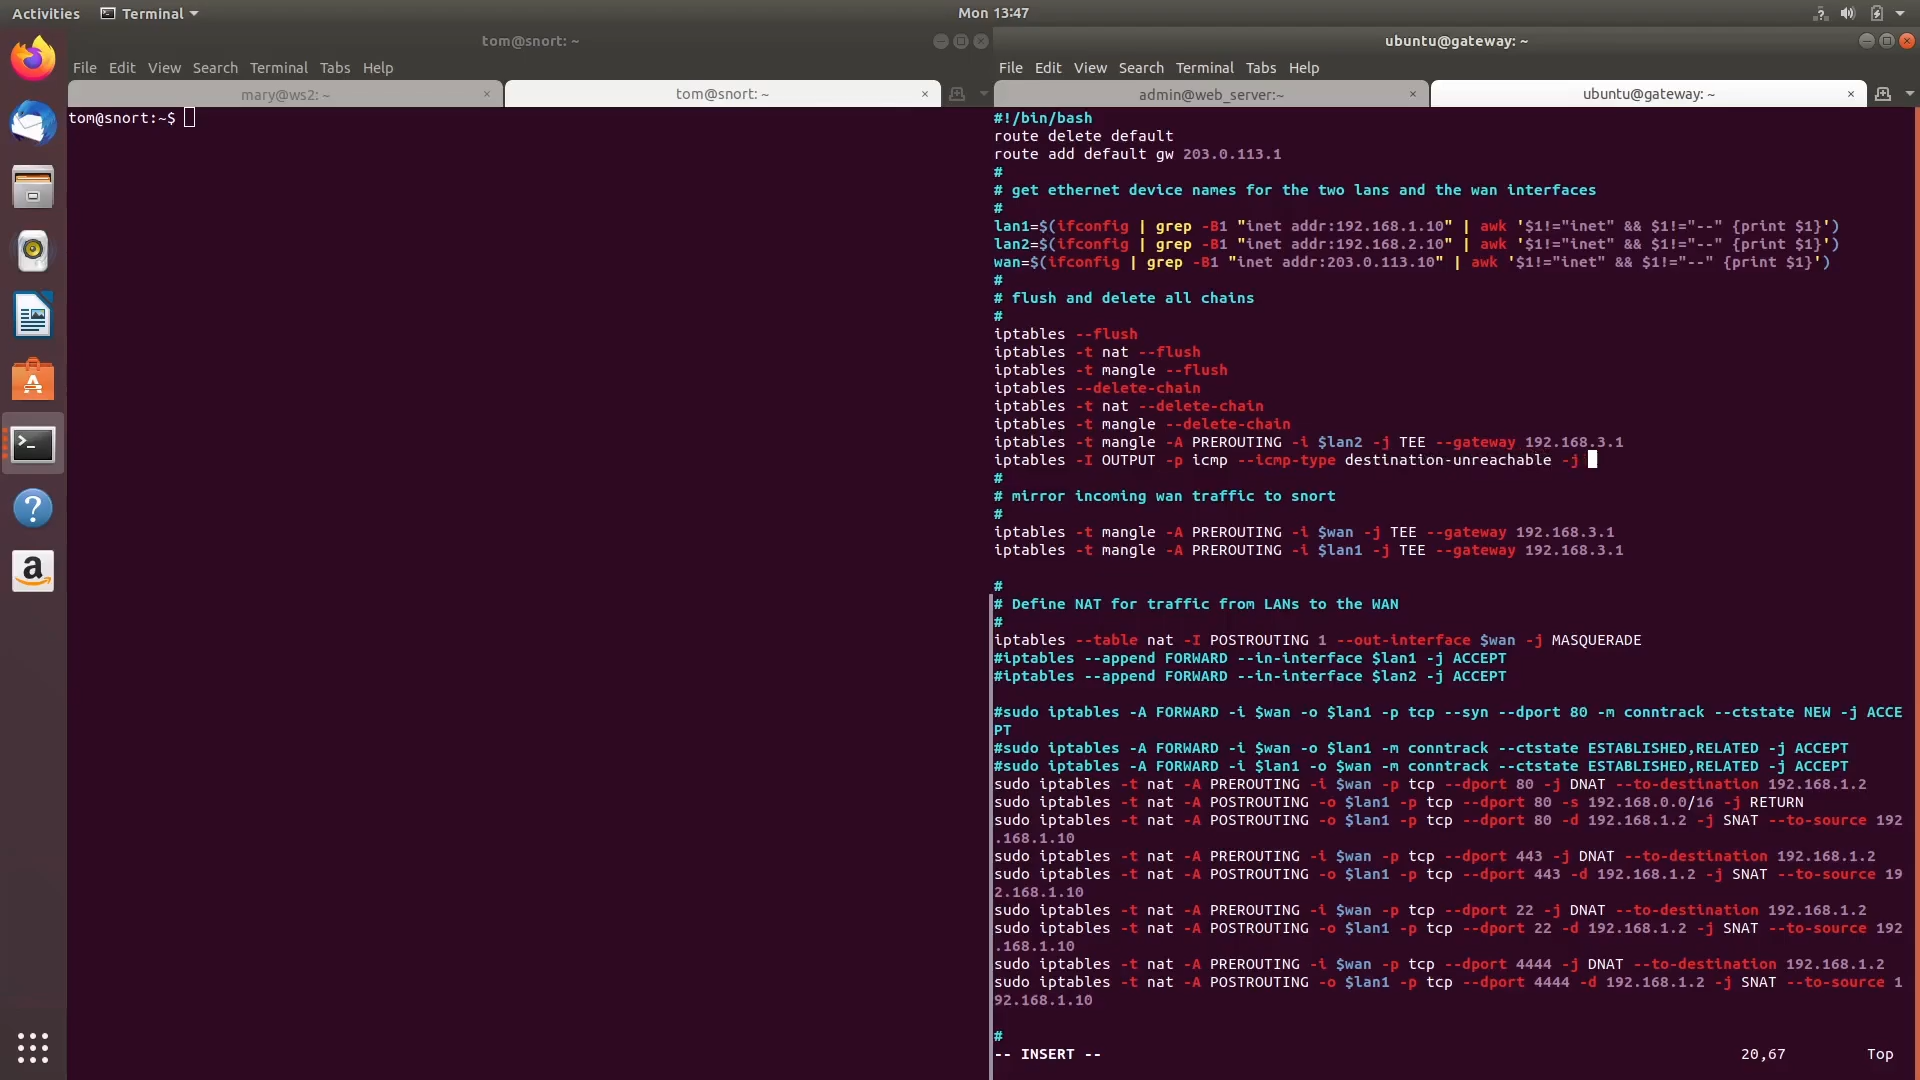 Activities
Terminal
Mon 13:47
tom@snort: ~
File Edit View Search Terminal Tabs Help
mary@ws2: ~ ×
tom@snort: ~ ×
tom@snort:~$
ubuntu@gateway: ~
File Edit View Search Terminal Tabs Help
admin@web_server:~ ×
ubuntu@gateway: ~ ×
#!/bin/bash
route delete default
route add default gw 203.0.113.1
#
# get ethernet device names for the two lans and the wan interfaces
#
lan1=$(ifconfig | grep -B1 "inet addr:192.168.1.10" | awk '$1!="inet" && $1!="--" {print $1}')
lan2=$(ifconfig | grep -B1 "inet addr:192.168.2.10" | awk '$1!="inet" && $1!="--" {print $1}')
wan=$(ifconfig | grep -B1 "inet addr:203.0.113.10" | awk '$1!="inet" && $1!="--" {print $1}')
#
# flush and delete all chains
#
iptables --flush
iptables -t nat --flush
iptables -t mangle --flush
iptables --delete-chain
iptables -t nat --delete-chain
iptables -t mangle --delete-chain
iptables -t mangle -A PREROUTING -i $lan2 -j TEE --gateway 192.168.3.1
iptables -I OUTPUT -p icmp --icmp-type destination-unreachable -j
#
# mirror incoming wan traffic to snort
#
iptables -t mangle -A PREROUTING -i $wan -j TEE --gateway 192.168.3.1
iptables -t mangle -A PREROUTING -i $lan1 -j TEE --gateway 192.168.3.1
#
# Define NAT for traffic from LANs to the WAN
#
iptables --table nat -I POSTROUTING 1 --out-interface $wan -j MASQUERADE
#iptables --append FORWARD --in-interface $lan1 -j ACCEPT
#iptables --append FORWARD --in-interface $lan2 -j ACCEPT
#sudo iptables -A FORWARD -i $wan -o $lan1 -p tcp --syn --dport 80 -m conntrack --ctstate NEW -j ACCE
PT
#sudo iptables -A FORWARD -i $wan -o $lan1 -m conntrack --ctstate ESTABLISHED,RELATED -j ACCEPT
#sudo iptables -A FORWARD -i $lan1 -o $wan -m conntrack --ctstate ESTABLISHED,RELATED -j ACCEPT
sudo iptables -t nat -A PREROUTING -i $wan -p tcp --dport 80 -j DNAT --to-destination 192.168.1.2
sudo iptables -t nat -A POSTROUTING -o $lan1 -p tcp --dport 80 -s 192.168.0.0/16 -j RETURN
sudo iptables -t nat -A POSTROUTING -o $lan1 -p tcp --dport 80 -d 192.168.1.2 -j SNAT --to-source 192
.168.1.10
sudo iptables -t nat -A PREROUTING -i $wan -p tcp --dport 443 -j DNAT --to-destination 192.168.1.2
sudo iptables -t nat -A POSTROUTING -o $lan1 -p tcp --dport 443 -d 192.168.1.2 -j SNAT --to-source 19
2.168.1.10
sudo iptables -t nat -A PREROUTING -i $wan -p tcp --dport 22 -j DNAT --to-destination 192.168.1.2
sudo iptables -t nat -A POSTROUTING -o $lan1 -p tcp --dport 22 -d 192.168.1.2 -j SNAT --to-source 192
.168.1.10
sudo iptables -t nat -A PREROUTING -i $wan -p tcp --dport 4444 -j DNAT --to-destination 192.168.1.2
sudo iptables -t nat -A POSTROUTING -o $lan1 -p tcp --dport 4444 -d 192.168.1.2 -j SNAT --to-source 1
92.168.1.10
#
-- INSERT -- 20,67 Top